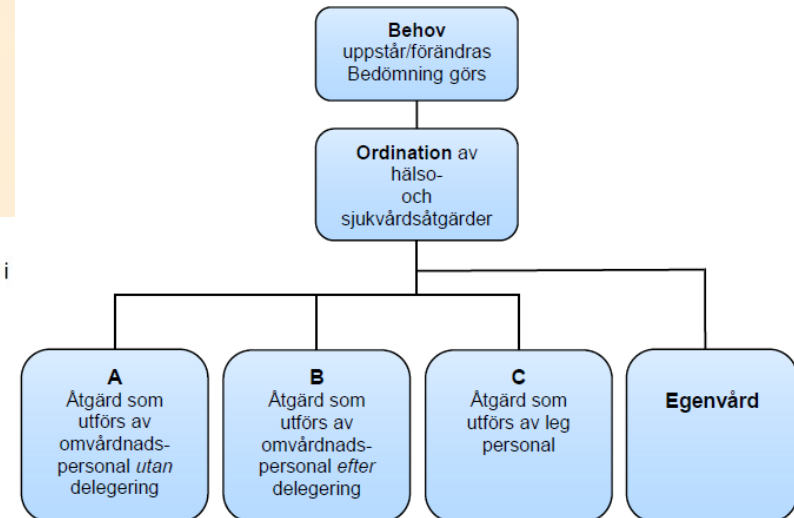 Behov
uppstår/förändras
Bedömning görs
Ordination av
hälso-
och
sjukvårdsåtgärder
i
A
Åtgärd som
utförs av
omvårdnads-
personal utan
delegering
B
Åtgärd som
utförs av
omvårdnads-
personal efter
delegering
C
Åtgärd som
utförs av leg
personal
Egenvård